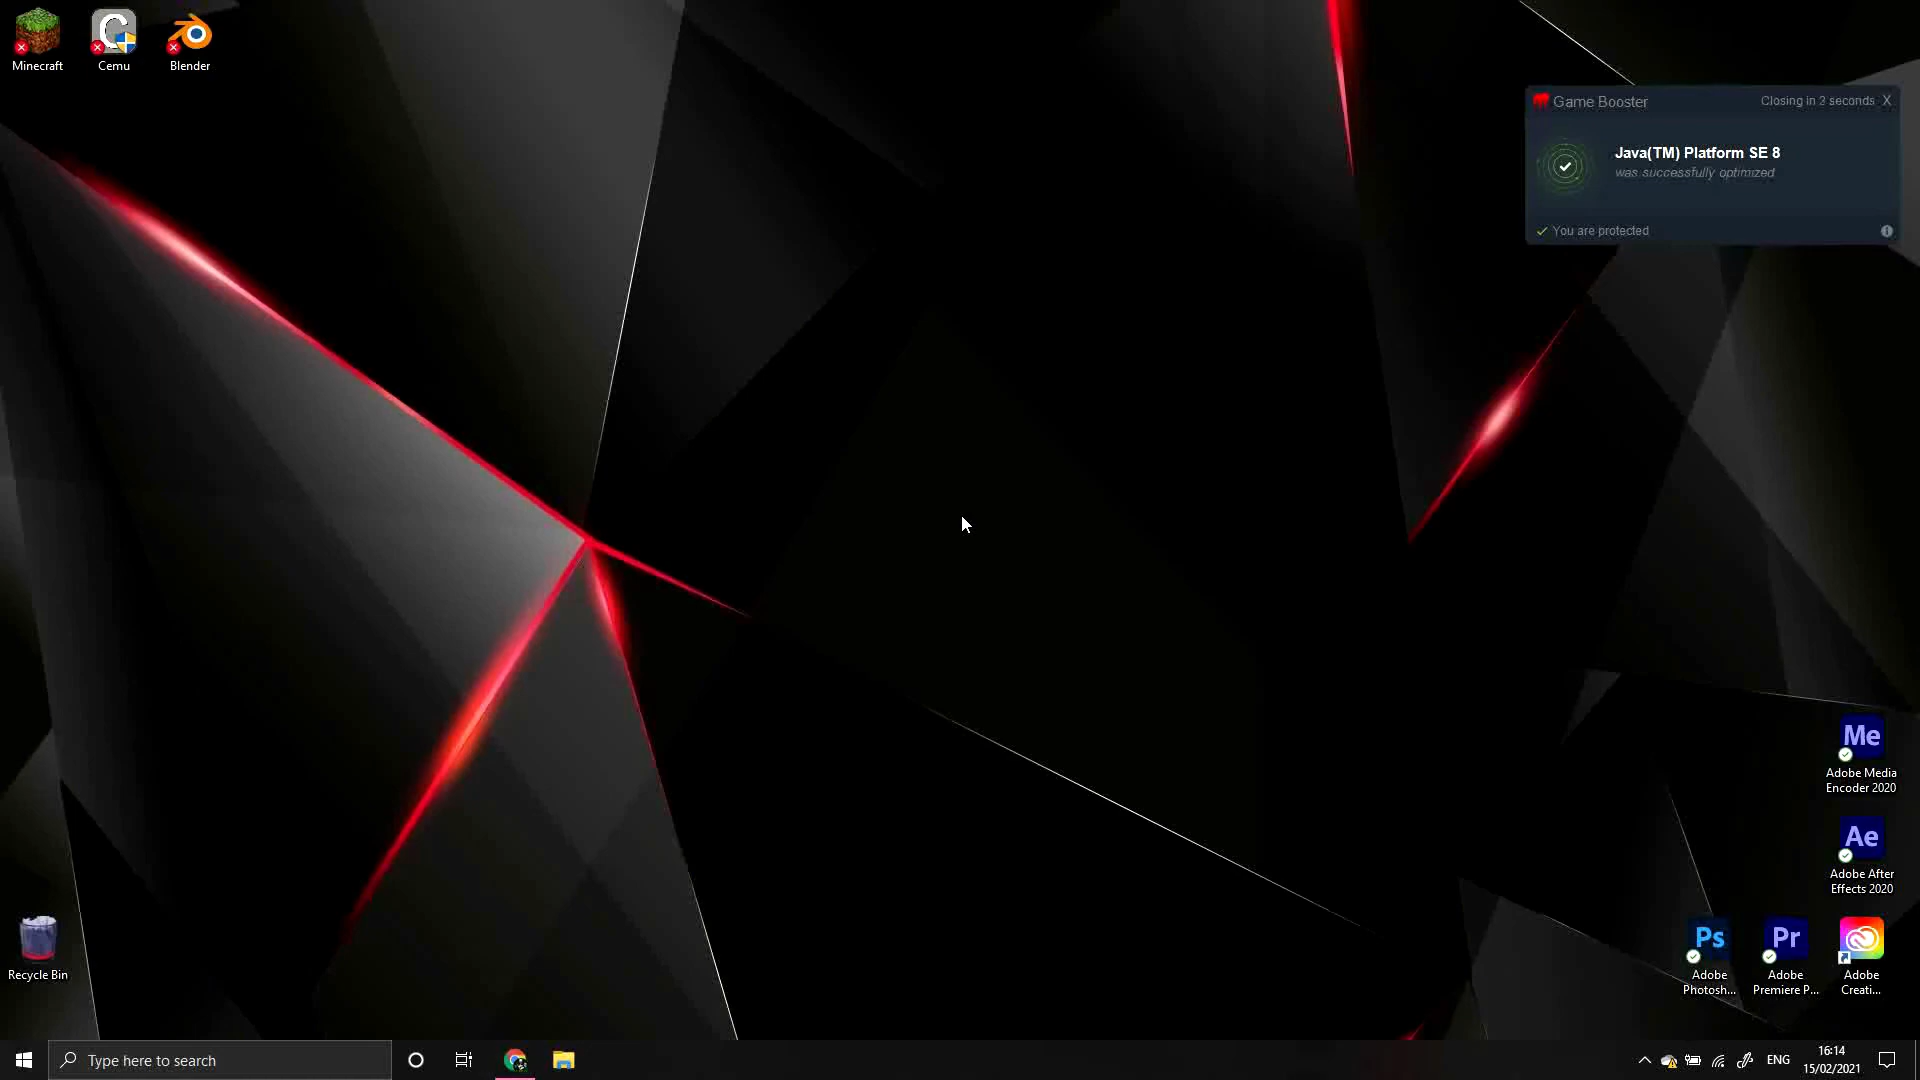 Minecraft
Cemu
Blender
Game Booster
Closing in 3 seconds X
Java(TM) Platform SE 8
was successfully optimized
You are protected
Me
Adobe Media
Encoder 2020
Ae
Adobe After
Effects 2020
Recycle Bin
Ps
Adobe
Photosh...
Pr
Adobe
Premiere P...
Adobe
Creati...
Type here to search
ENG
16:14
15/02/2021